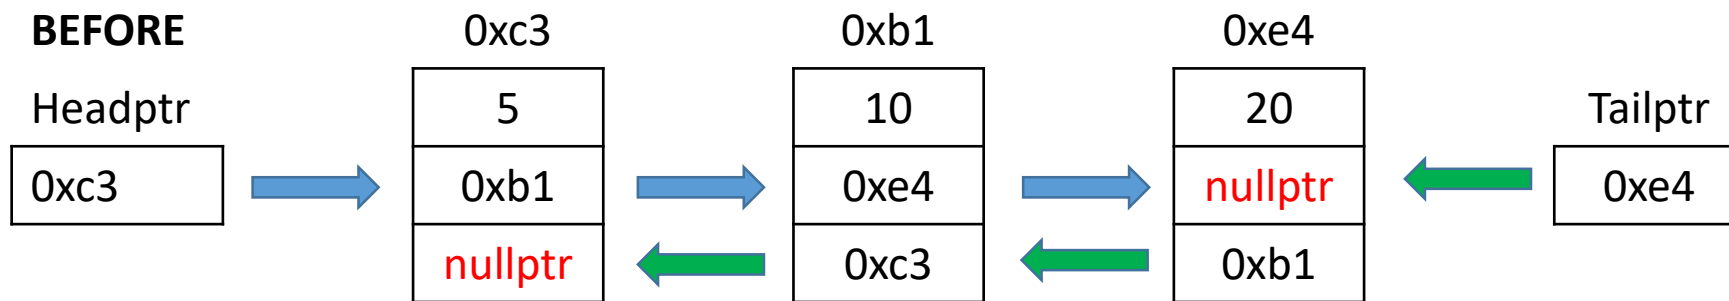 BEFORE 0xc3 0xb1 0xe4
Headptr 5 10 20 Tailptr
0xc3 0xb1 0xe4 nullptr 0xe4
nullptr 0xc3 0xb1